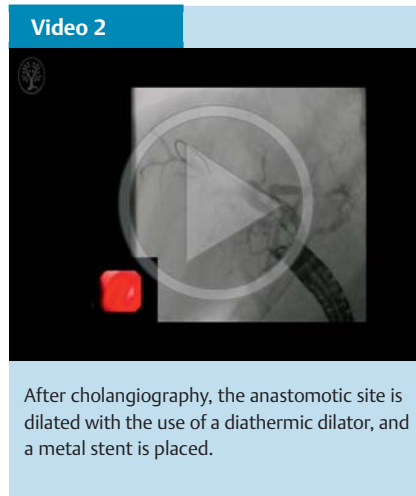 Video 2
After cholangiography, the anastomotic site is
dilated with the use of a diathermic dilator, and
a metal stent is placed.